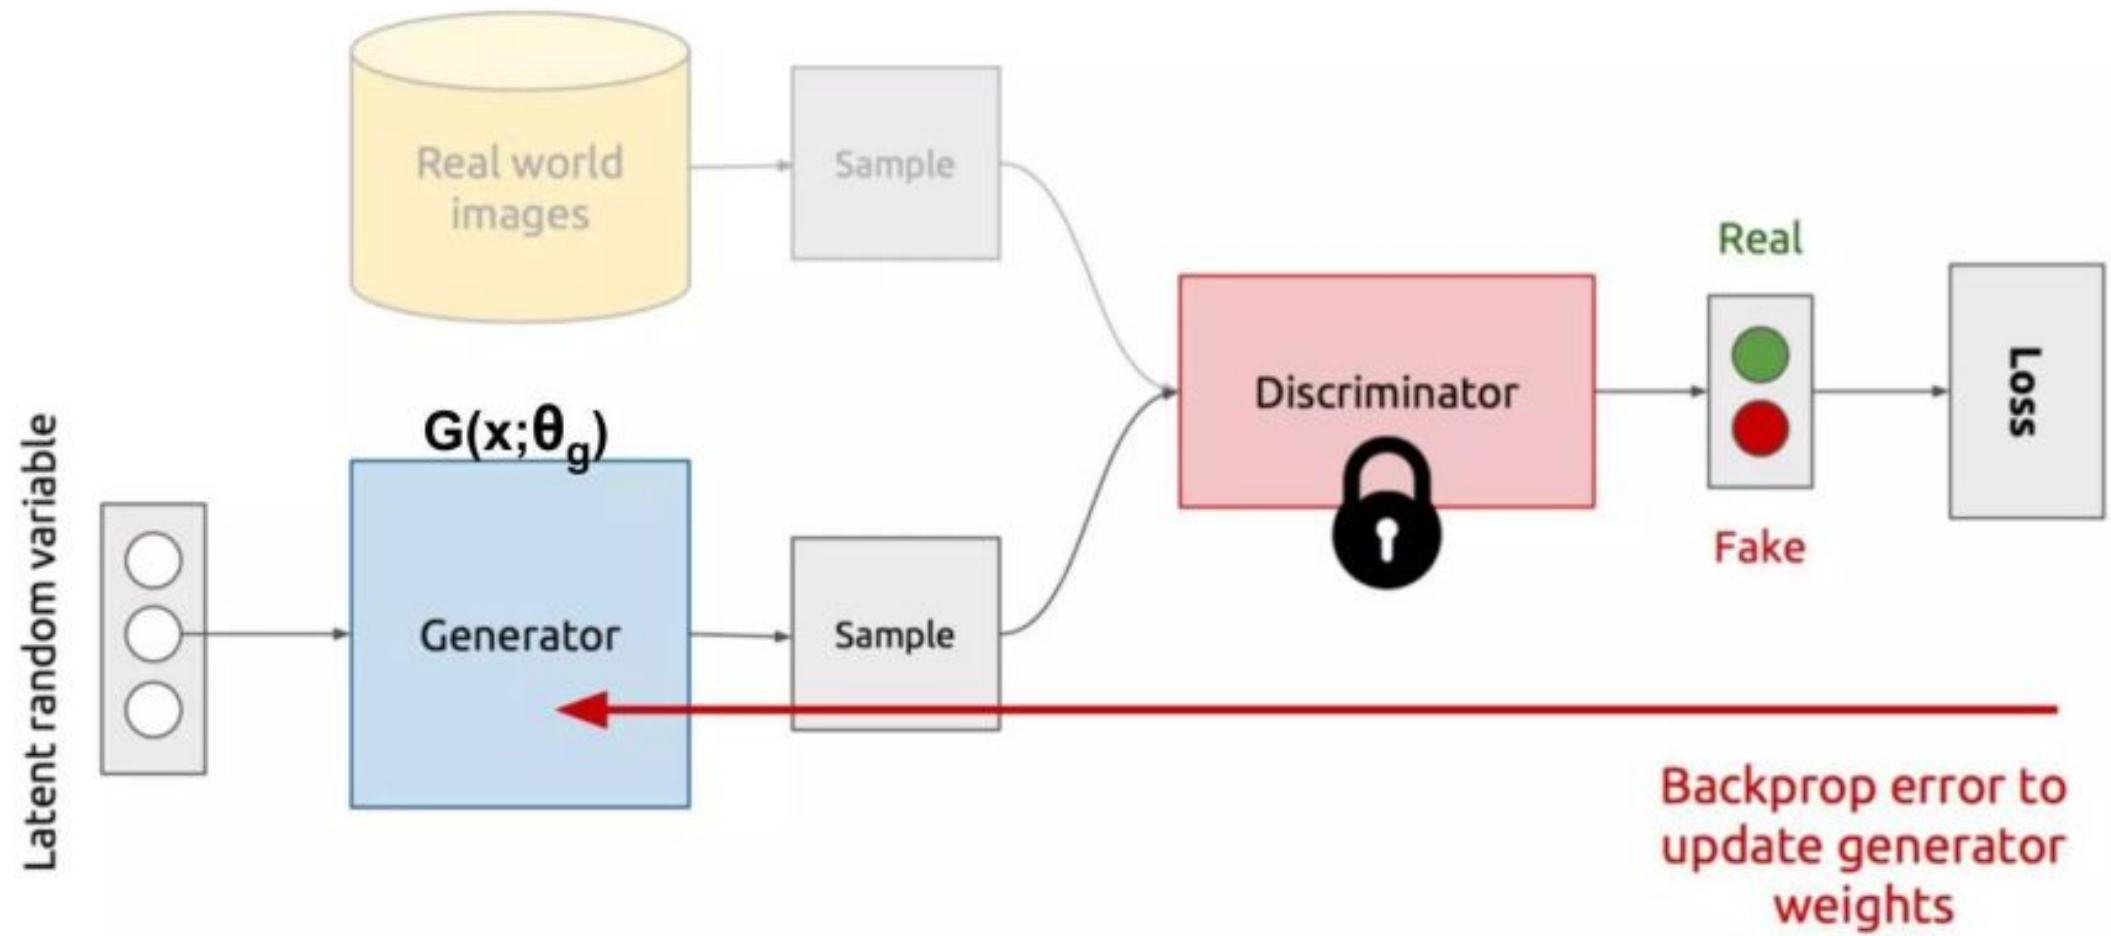 Real world
images
Sample
Real
Discriminator
Loss
Fake
Latent random variable
G(x;θg)
Generator
Sample
Backprop error to
update generator
weights